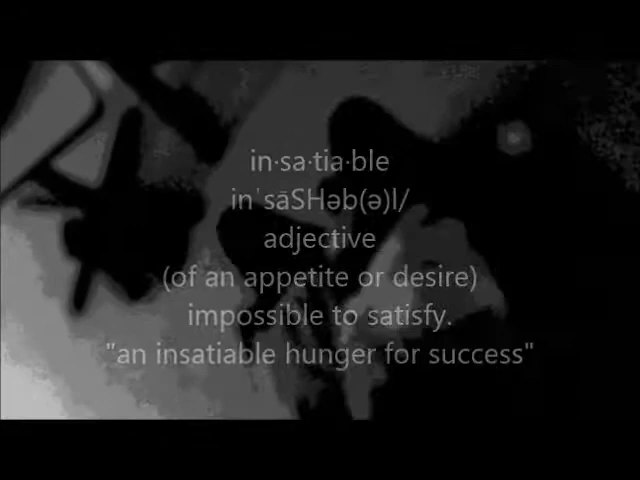 in·sa·tia·ble
inˈsāSHəb(ə)l/
adjective
(of an appetite or desire)
impossible to satisfy.
"an insatiable hunger for success"